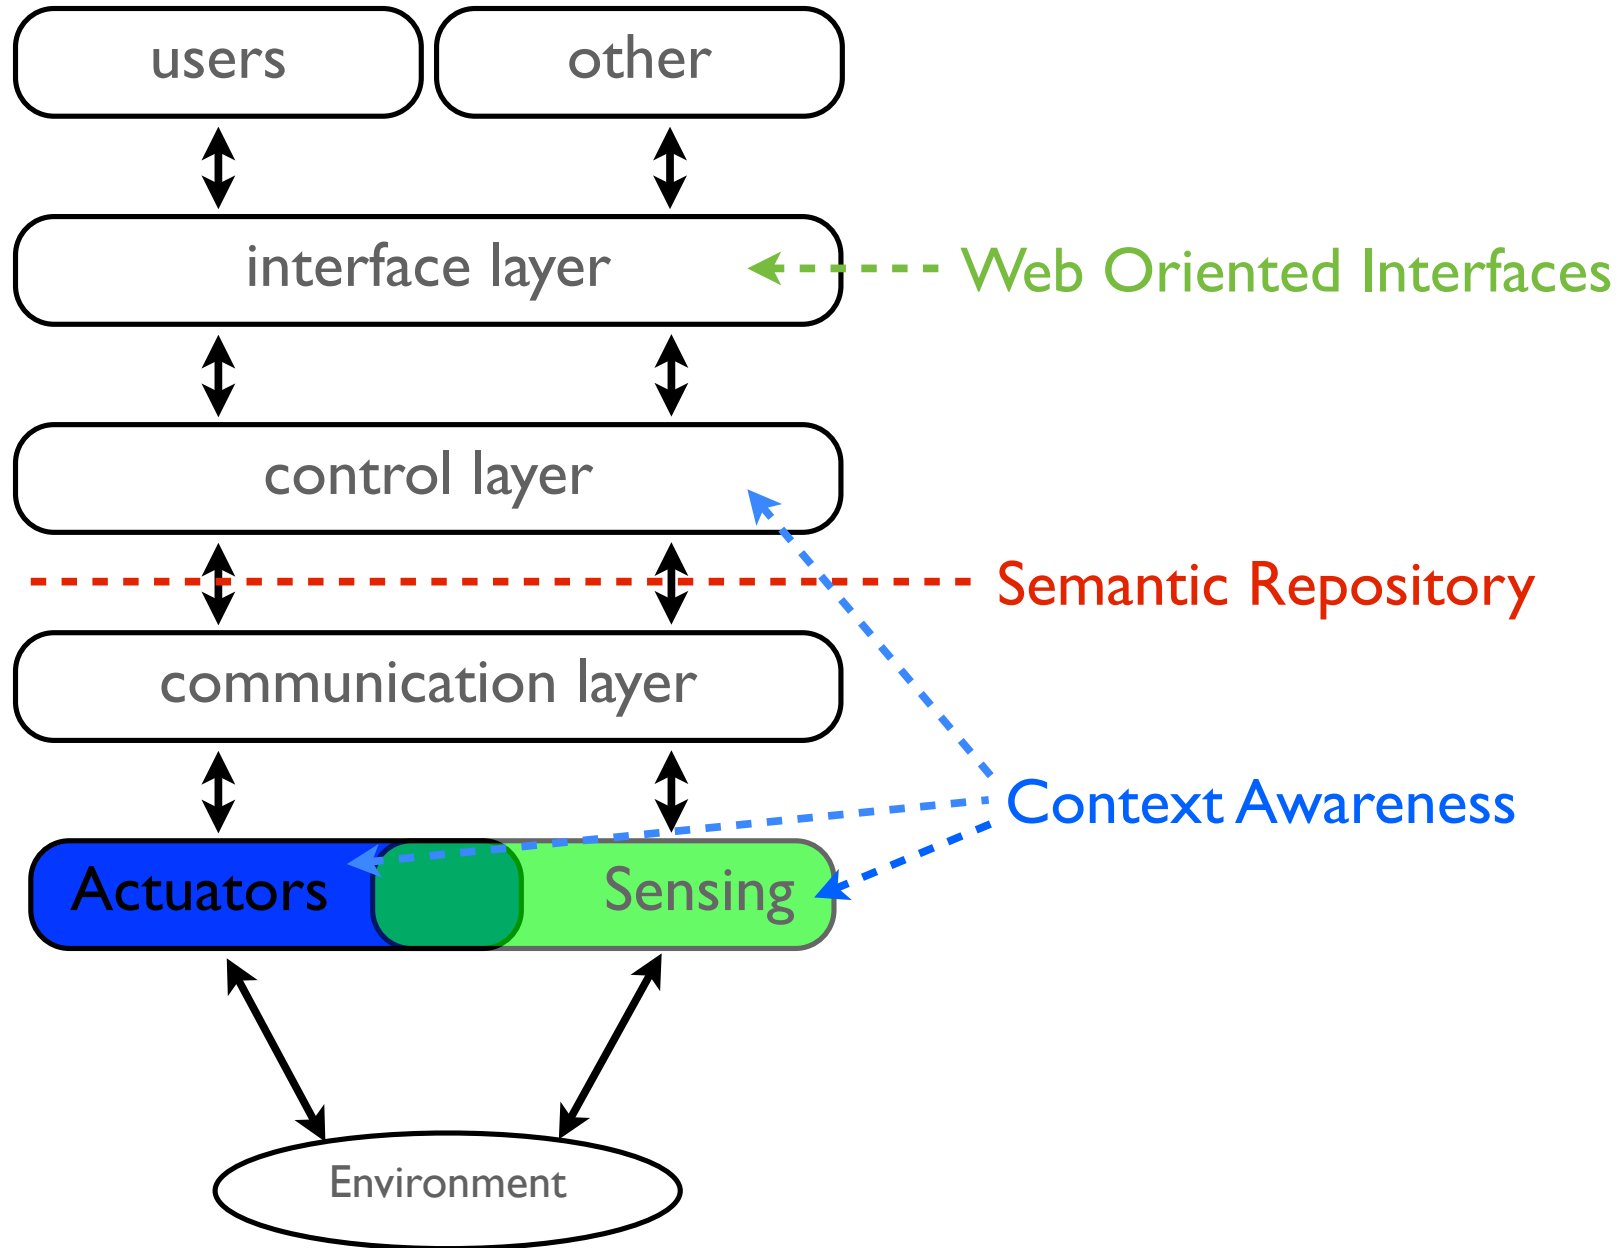 users
other
interface layer
Web Oriented Interfaces
control layer
Semantic Repository
communication layer
Context Awareness
Actuators
Sensing
Environment